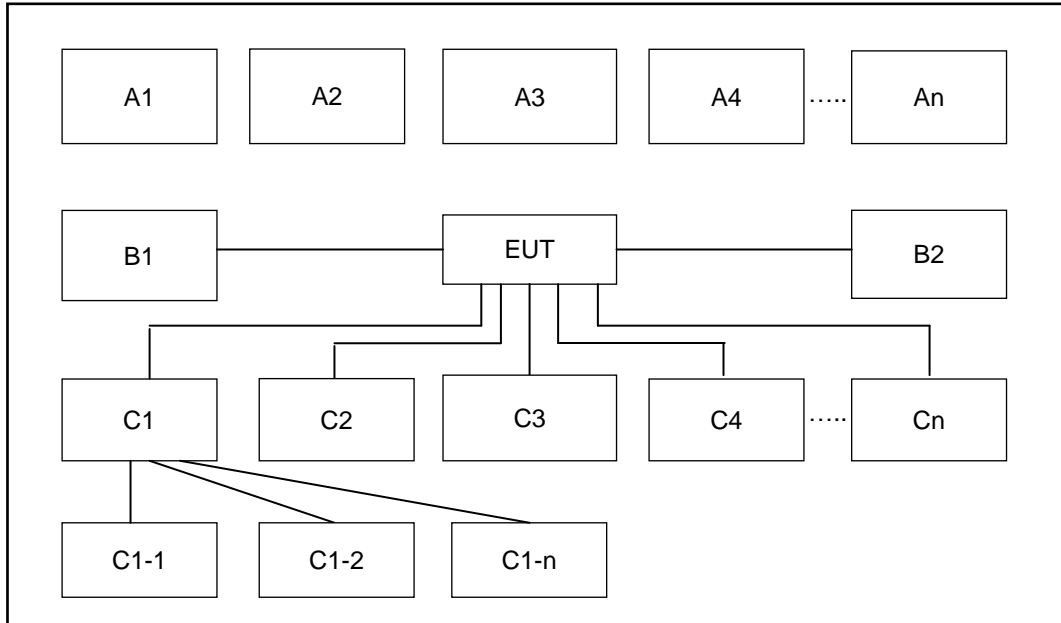 A1 A2 A3 A4 ….. An
B1 EUT B2
C1 C2 C3 C4 ….. Cn
C1-1 C1-2 C1-n